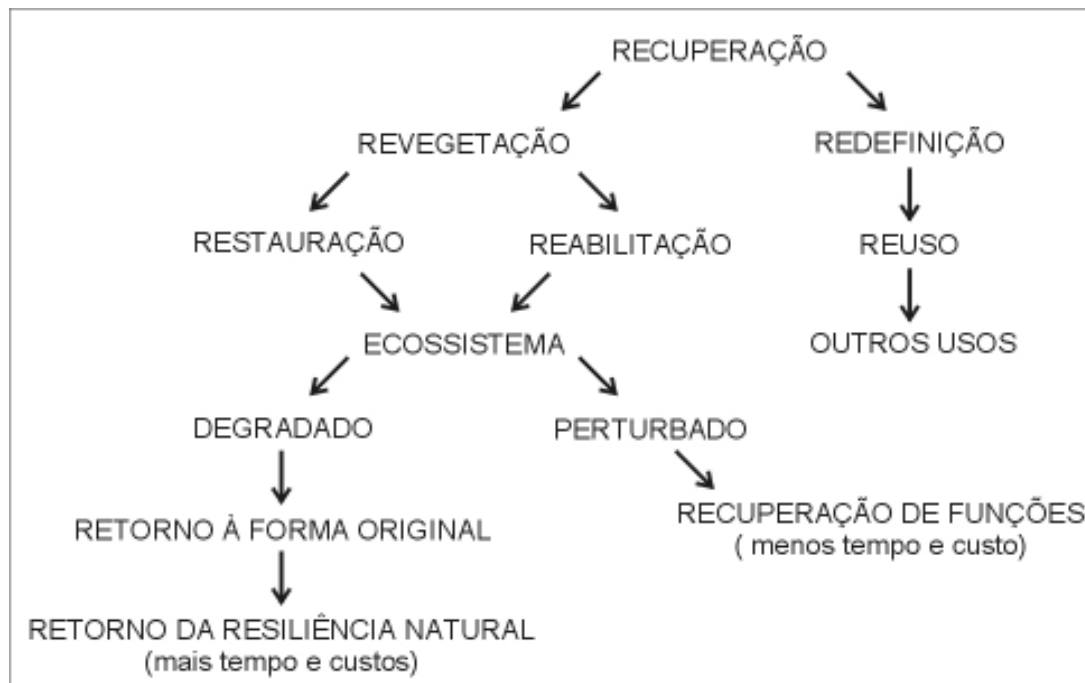 RECUPERAÇÃO
REVEGETAÇÃO
REDEFINIÇÃO
RESTAURAÇÃO
REABILITAÇÃO
REUSO
ECOSSISTEMA
OUTROS USOS
DEGRADADO
PERTURBADO
RETORNO À FORMA ORIGINAL
RECUPERAÇÃO DE FUNÇÕES
( menos tempo e custo)
RETORNO DA RESILIÊNCIA NATURAL
(mais tempo e custos)